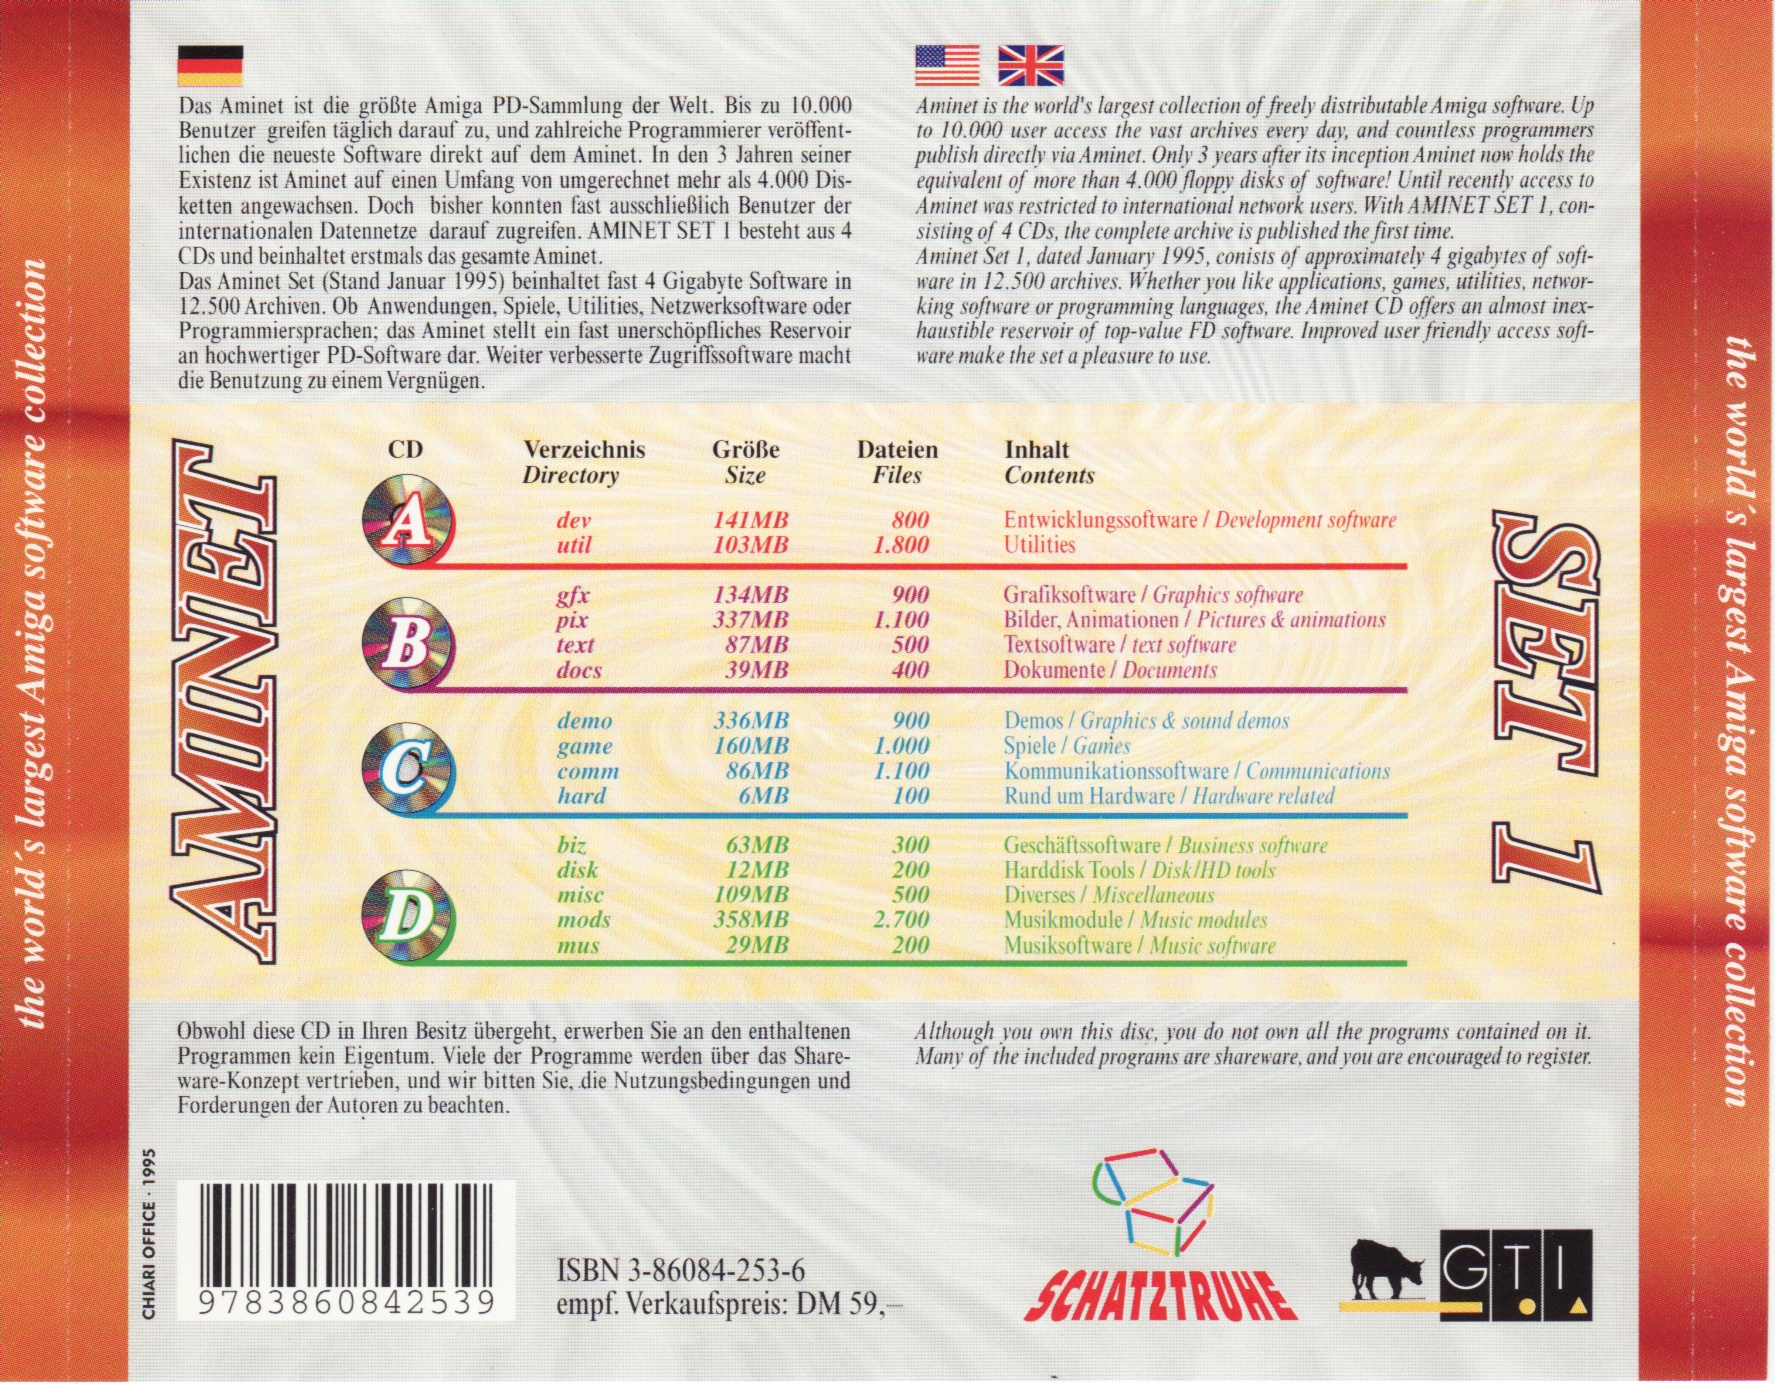 the world´s largest Amiga software collection
Das Aminet ist die größte Amiga PD-Sammlung der Welt. Bis zu 10.000
Benutzer greifen täglich darauf zu, und zahlreiche Programmierer veröffent-
lichen die neueste Software direkt auf dem Aminet. In den 3 Jahren seiner
Existenz ist Aminet auf einen Umfang von umgerechnet mehr als 4.000 Dis-
ketten angewachsen. Doch bisher konnten fast ausschließlich Benutzer der
internationalen Datennetze darauf zugreifen. AMINET SET 1 besteht aus 4
CDs und beinhaltet erstmals das gesamte Aminet.
Das Aminet Set (Stand Januar 1995) beinhaltet fast 4 Gigabyte Software in
12.500 Archiven. Ob Anwendungen, Spiele, Utilities, Netzwerksoftware oder
Programmiersprachen; das Aminet stellt ein fast unerschöpfliches Reservoir
an hochwertiger PD-Software dar. Weiter verbesserte Zugriffssoftware macht
die Benutzung zu einem Vergnügen.
Aminet is the world's largest collection of freely distributable Amiga software. Up
to 10.000 user access the vast archives every day, and countless programmers
publish directly via Aminet. Only 3 years after its inception Aminet now holds the
equivalent of more than 4.000 floppy disks of software! Until recently access to
Aminet was restricted to international network users. With AMINET SET 1, con-
sisting of 4 CDs, the complete archive is published the first time.
Aminet Set 1, dated January 1995, conists of approximately 4 gigabytes of soft-
ware in 12.500 archives. Whether you like applications, games, utilities, networ-
king software or programming languages, the Aminet CD offers an almost inex-
haustible reservoir of top-value FD software. Improved user friendly access soft-
ware make the set a pleasure to use.
AMINET
CD Verzeichnis Größe Dateien Inhalt
Directory Size Files Contents
A
dev 141MB 800 Entwicklungssoftware / Development software
util 103MB 1.800 Utilities
B
gfx 134MB 900 Grafiksoftware / Graphics software
pix 337MB 1.100 Bilder, Animationen / Pictures & animations
text 87MB 500 Textsoftware / text software
docs 39MB 400 Dokumente / Documents
C
demo 336MB 900 Demos / Graphics & sound demos
game 160MB 1.000 Spiele / Games
comm 86MB 1.100 Kommunikationssoftware / Communications
hard 6MB 100 Rund um Hardware / Hardware related
D
biz 63MB 300 Geschäftssoftware / Business software
disk 12MB 200 Harddisk Tools / Disk/HD tools
misc 109MB 500 Diverses / Miscellaneous
mods 358MB 2.700 Musikmodule / Music modules
mus 29MB 200 Musiksoftware / Music software
SET 1
Obwohl diese CD in Ihren Besitz übergeht, erwerben Sie an den enthaltenen
Programmen kein Eigentum. Viele der Programme werden über das Share-
ware-Konzept vertrieben, und wir bitten Sie, die Nutzungsbedingungen und
Forderungen der Autoren zu beachten.
Although you own this disc, you do not own all the programs contained on it.
Many of the included programs are shareware, and you are encouraged to register.
CHIARI OFFICE · 1995
9783860842539
ISBN 3-86084-253-6
empf. Verkaufspreis: DM 59,–
SCHATZTRUHE
GTI
the world´s largest Amiga software collection